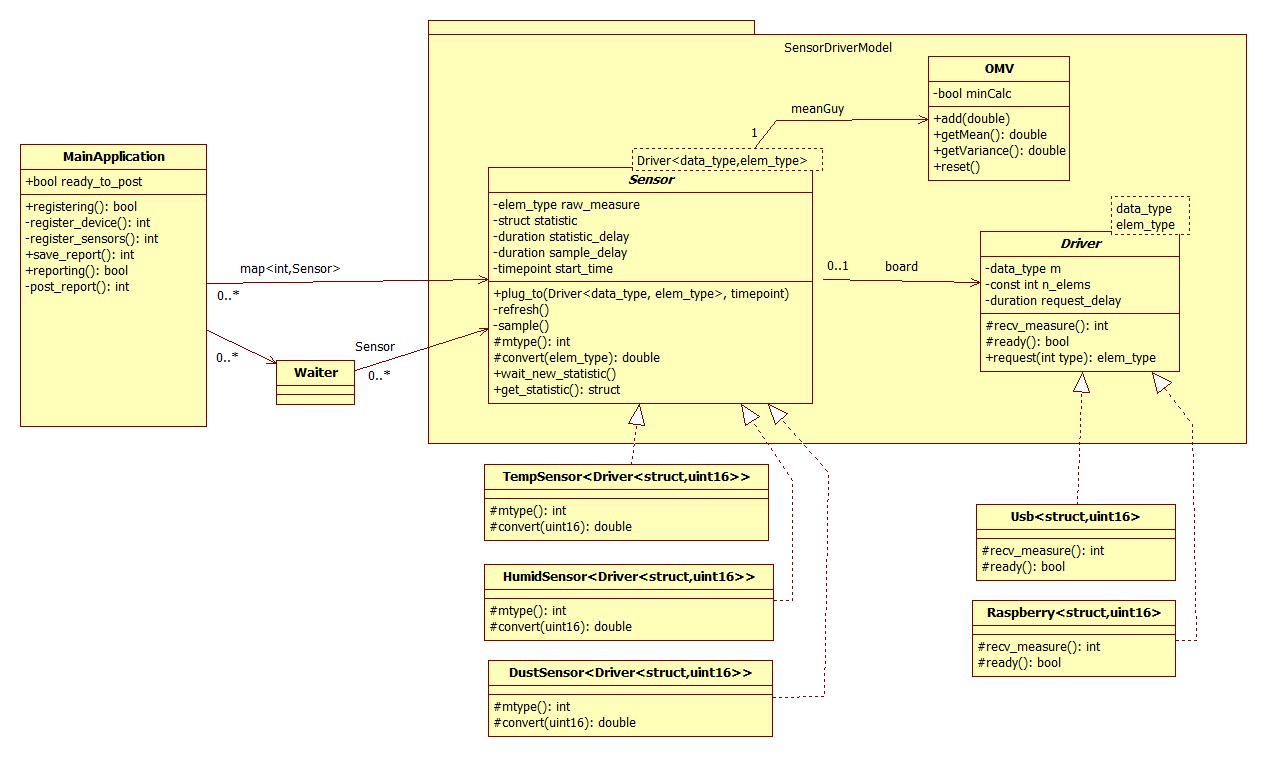 SensorDriverModel
OMV
-bool minCalc
+add(double)
+getMean(): double
+getVariance(): double
+reset()
meanGuy
1
Driver<data_type,elem_type>
Sensor
-elem_type raw_measure
-struct statistic
-duration statistic_delay
-duration sample_delay
-timepoint start_time
+plug_to(Driver<data_type, elem_type>, timepoint)
-refresh()
-sample()
#mtype(): int
#convert(elem_type): double
+wait_new_statistic()
+get_statistic(): struct
MainApplication
+bool ready_to_post
+registering(): bool
-register_device(): int
-register_sensors(): int
+save_report(): int
+reporting(): bool
-post_report(): int
map<int,Sensor>
0..*
0..*
Waiter
Sensor
0..*
0..1
board
data_type
elem_type
Driver
-data_type m
-const int n_elems
-duration request_delay
#recv_measure(): int
#ready(): bool
+request(int type): elem_type
TempSensor<Driver<struct,uint16>>
#mtype(): int
#convert(uint16): double
HumidSensor<Driver<struct,uint16>>
#mtype(): int
#convert(uint16): double
DustSensor<Driver<struct,uint16>>
#mtype(): int
#convert(uint16): double
Usb<struct,uint16>
#recv_measure(): int
#ready(): bool
Raspberry<struct,uint16>
#recv_measure(): int
#ready(): bool